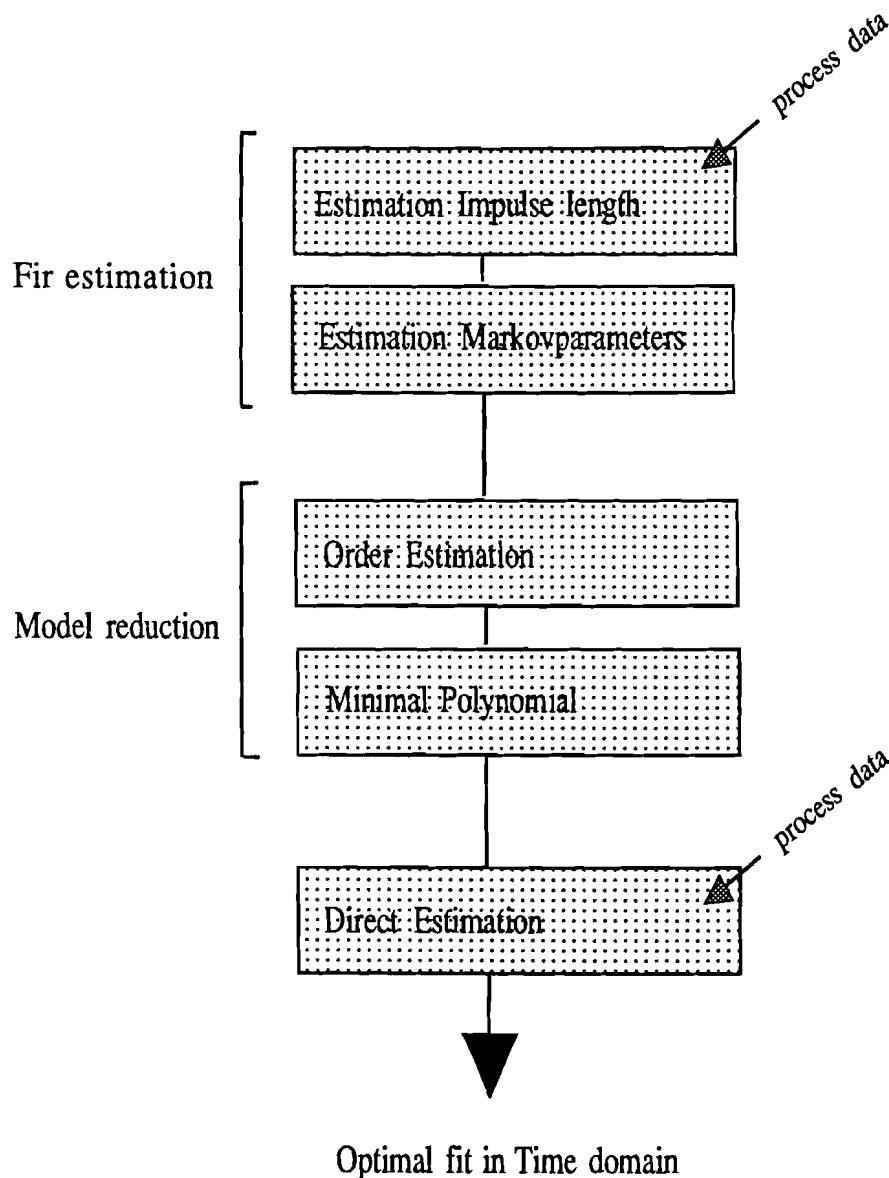 process data
Estimation Impulse length
Fir estimation
Estimation Markovparameters
Order Estimation
Model reduction
Minimal Polynomial
process data
Direct Estimation
Optimal fit in Time domain